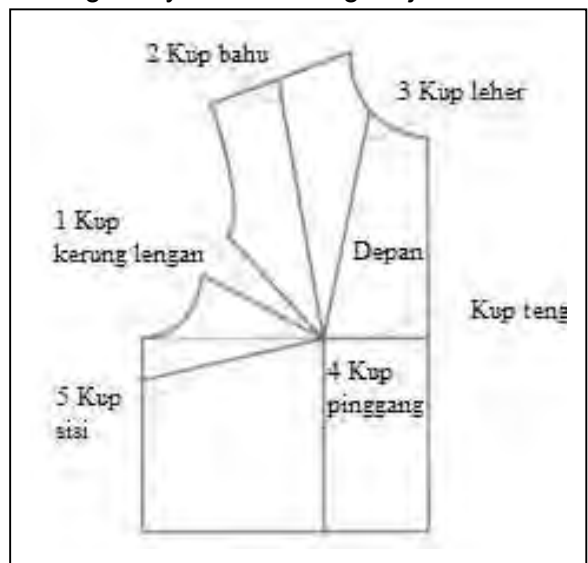 2 Kup bahu
3 Kup leher
1 Kup
kerung lengan
Depan
Kup teng
4 Kup
pinggang
5 Kup
sisi